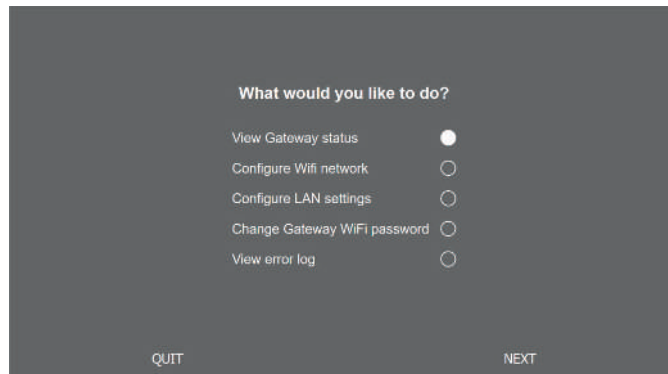 What would you like to do?
View Gateway status
Configure Wifi network
Configure LAN settings
Change Gateway WiFi password
View error log
QUIT NEXT